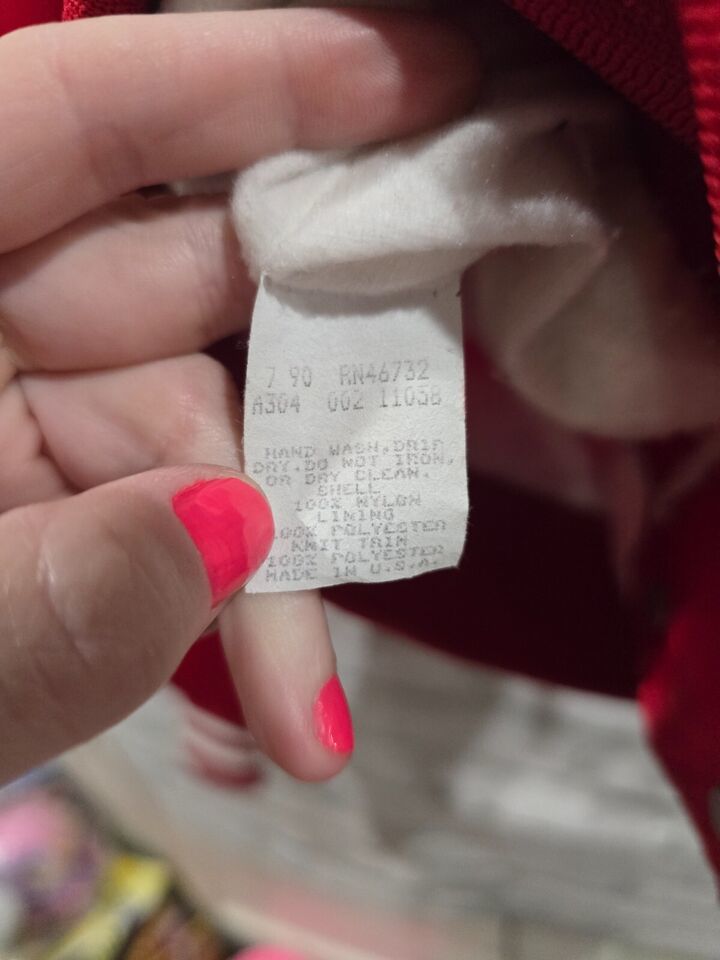 7 90 RN46732
A304 002 11038
HAND WASH, DRIP
DRY. DO NOT IRON,
OR DRY CLEAN.
SHELL
100% NYLON
LINING
100% POLYESTER
KNIT TRIM
100% POLYESTER
MADE IN U.S.A.